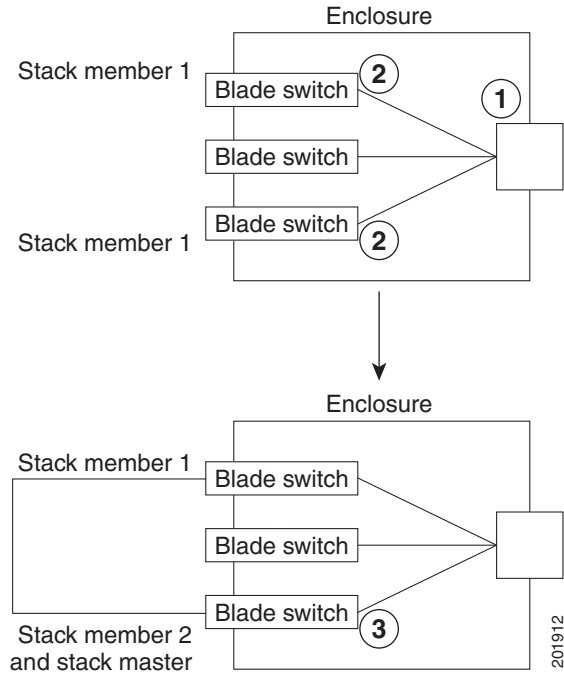 Enclosure
Stack member 1
2
Blade switch
1
Blade switch
Blade switch
Stack member 1
2
Enclosure
Stack member 1
Blade switch
Blade switch
Blade switch
3
Stack member 2
and stack master
201912